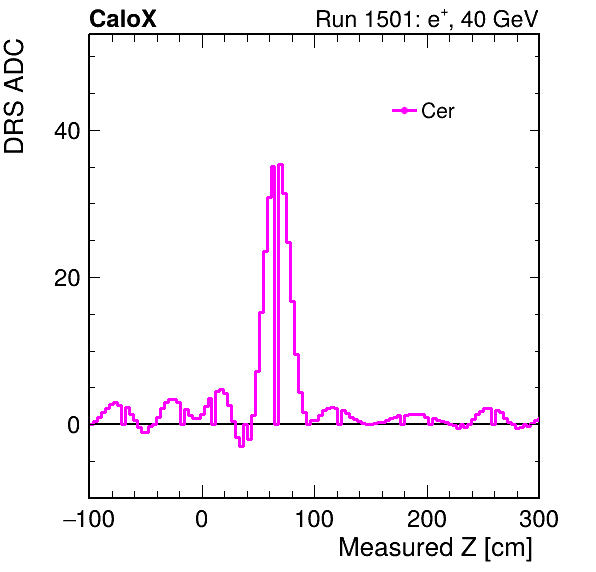 CaloX Run 1501: e⁺, 40 GeV
DRS ADC
Cer
40
20
0
−100 0 100 200 300
Measured Z [cm]